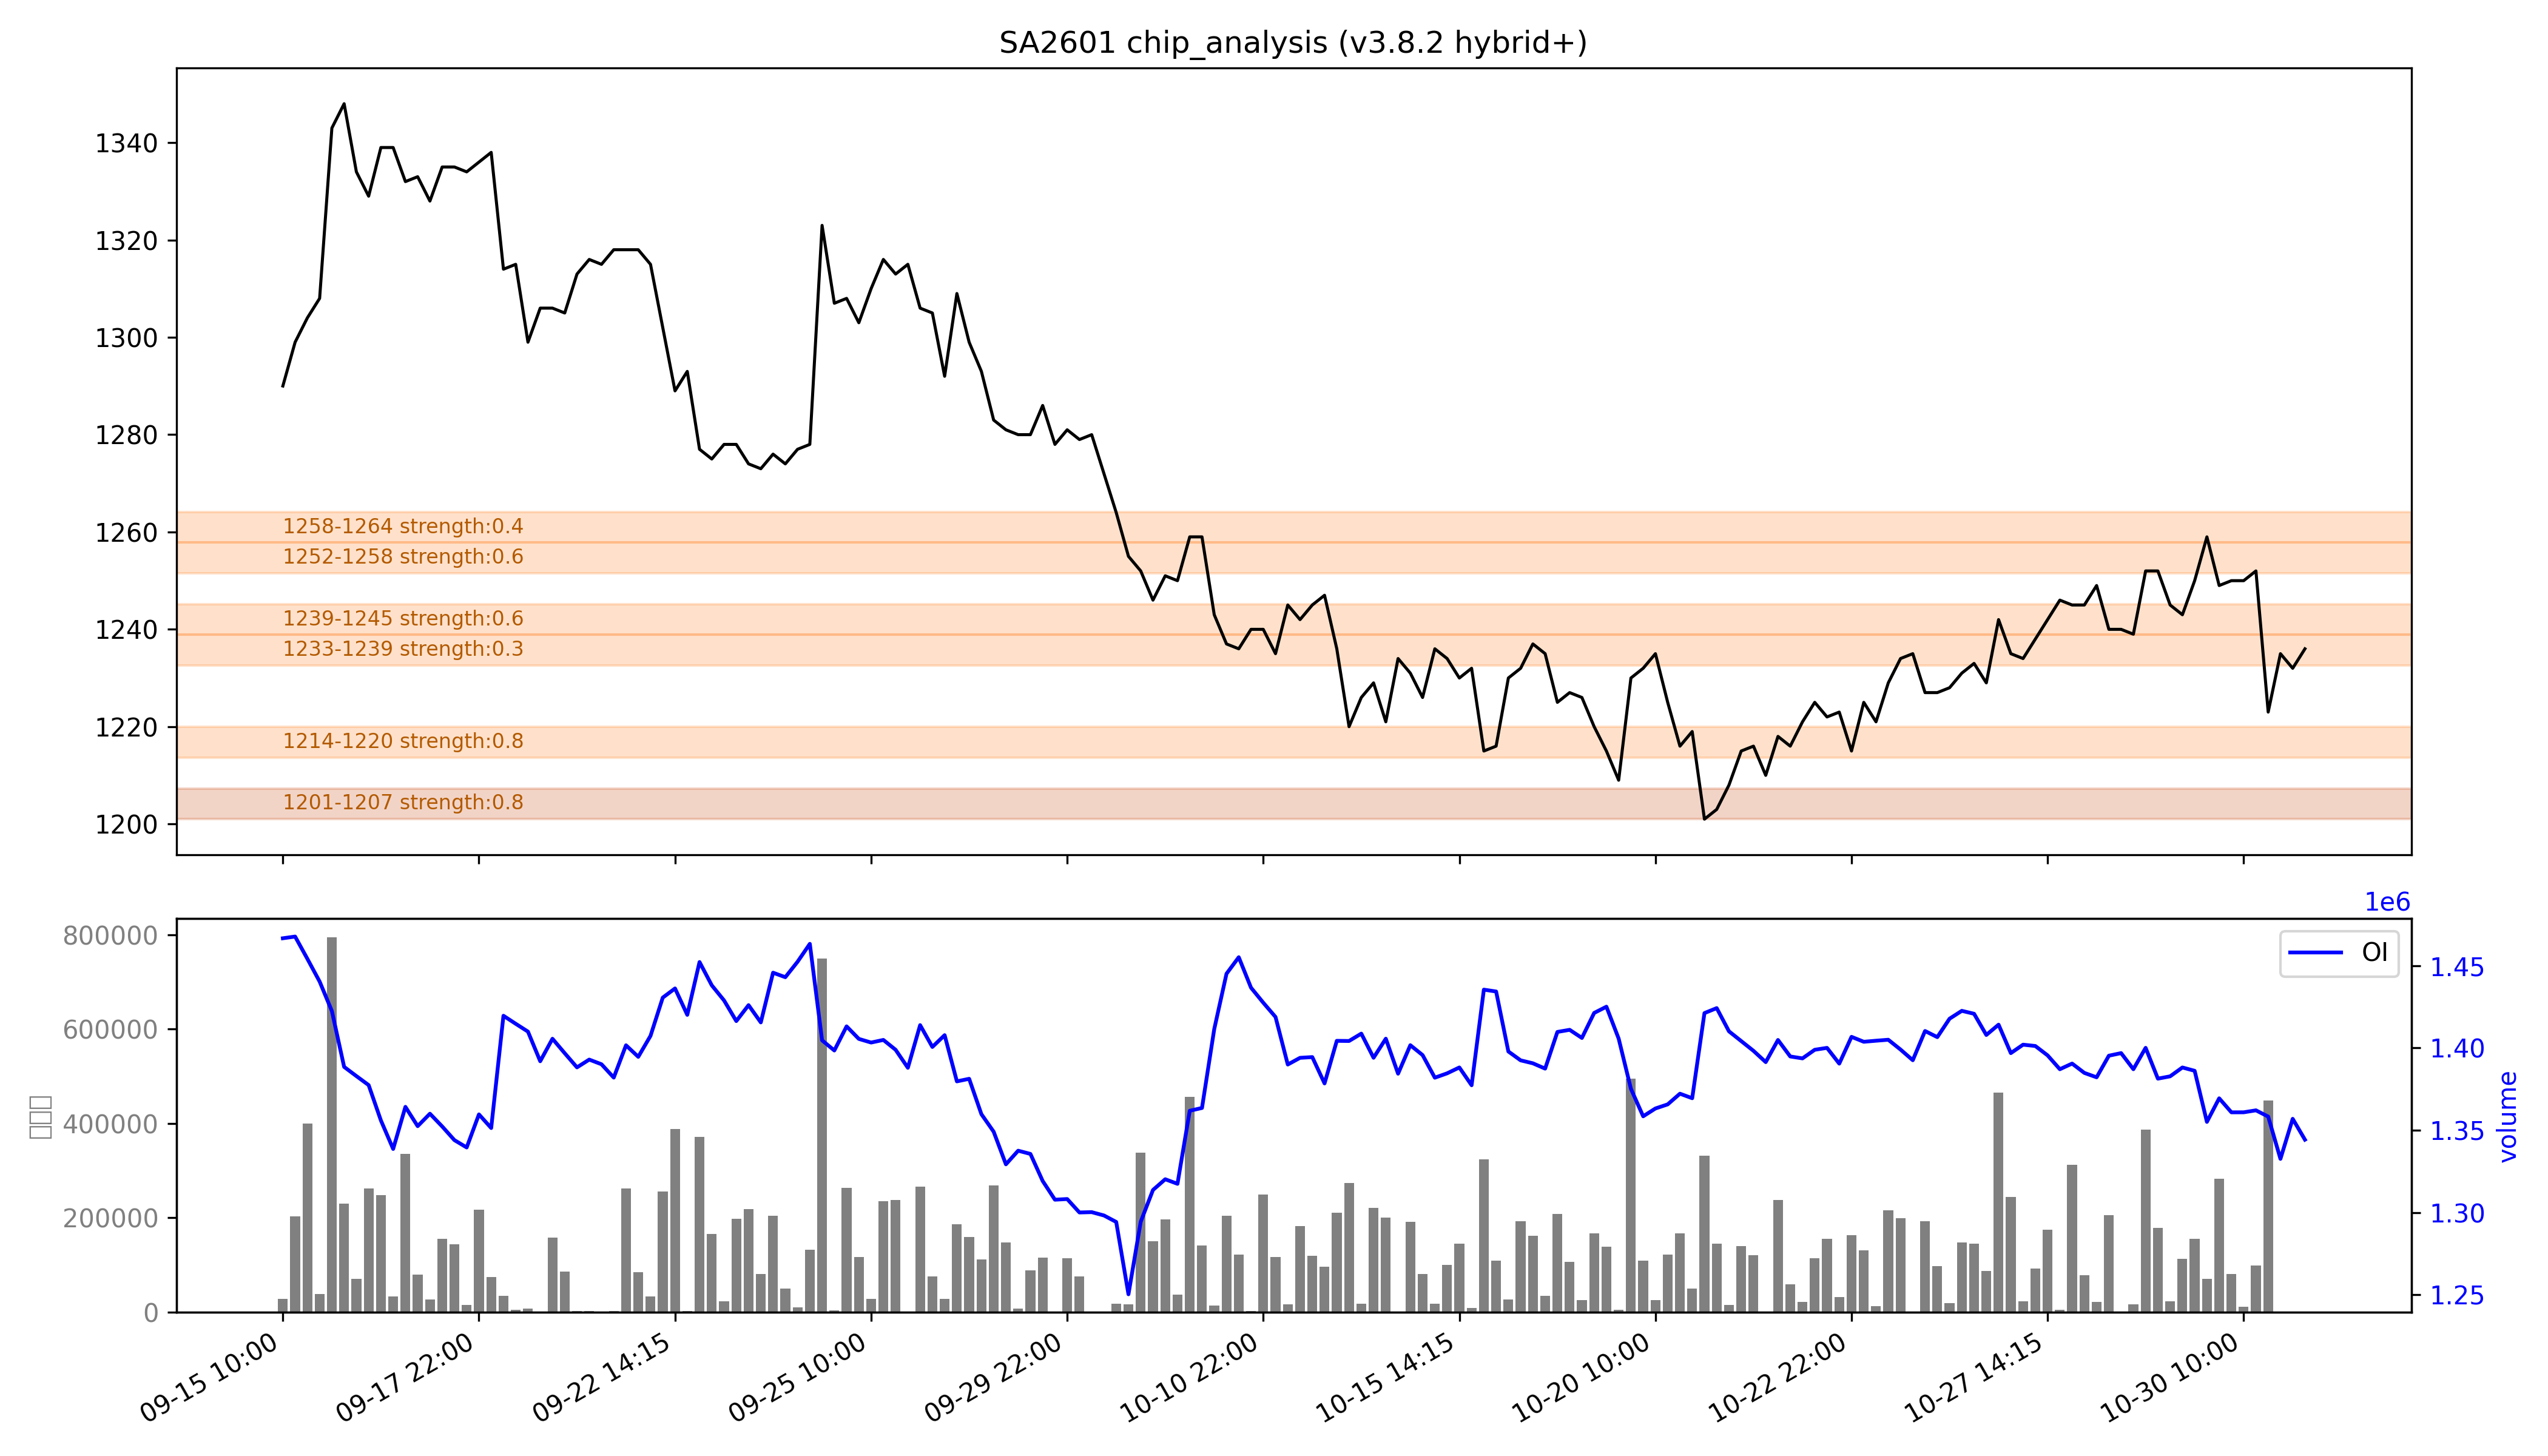 SA2601 chip_analysis (v3.8.2 hybrid+)
1340
1320
1300
1280
1260
1240
1220
1200
1258-1264 strength:0.4
1252-1258 strength:0.6
1239-1245 strength:0.6
1233-1239 strength:0.3
1214-1220 strength:0.8
1201-1207 strength:0.8
1e6
800000
600000
400000
200000
0
OI
1.45
1.40
1.35
1.30
1.25
volume
09-15 10:00
09-17 22:00
09-22 14:15
09-25 10:00
09-29 22:00
10-10 22:00
10-15 14:15
10-20 10:00
10-22 22:00
10-27 14:15
10-30 10:00